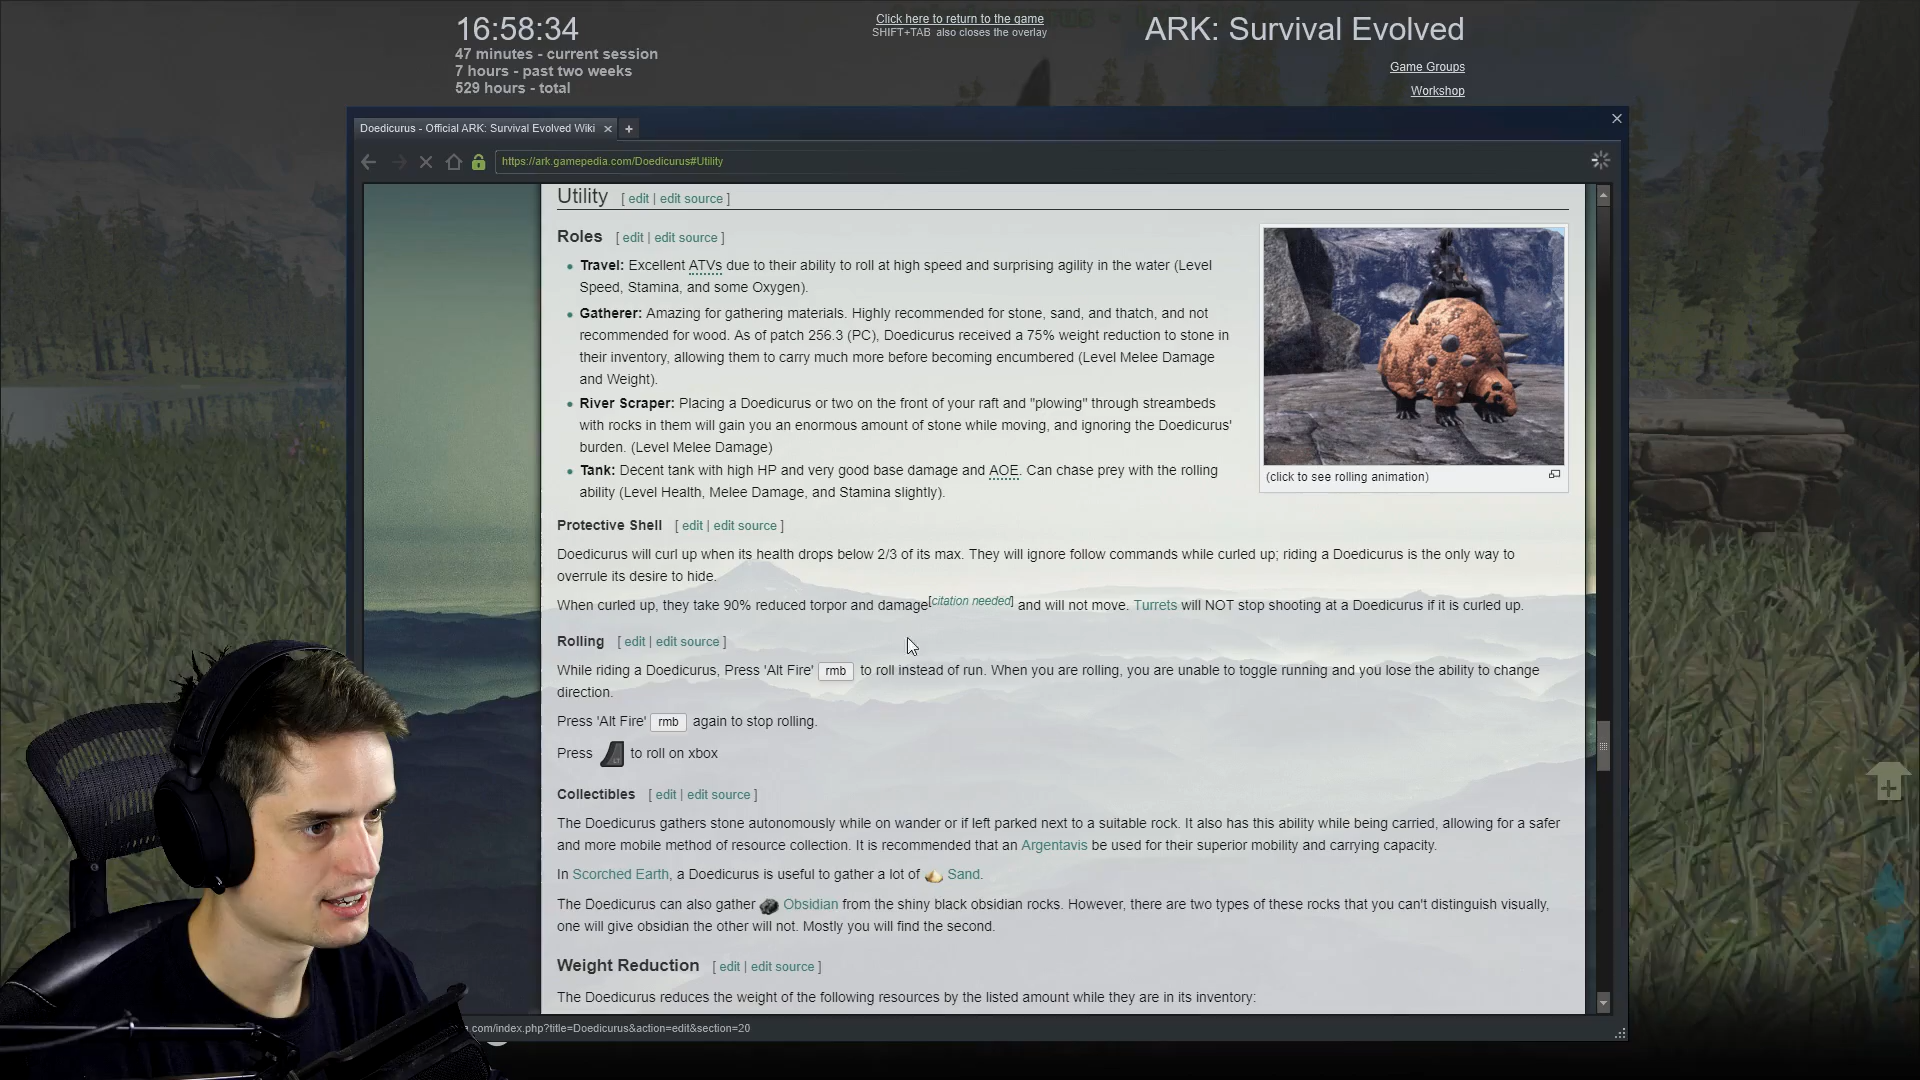 16:58:34
47 minutes - current session
7 hours - past two weeks
529 hours - total
Click here to return to the game
SHIFT+TAB also closes the overlay
ARK: Survival Evolved
Game Groups
Workshop
Doedicurus - Official ARK: Survival Evolved Wiki
https://ark.gamepedia.com/Doedicurus#Utility
Utility [ edit | edit source ]
Roles [ edit | edit source ]
Travel: Excellent ATVs due to their ability to roll at high speed and surprising agility in the water (Level
Speed, Stamina, and some Oxygen).
Gatherer: Amazing for gathering materials. Highly recommended for stone, sand, and thatch, and not
recommended for wood. As of patch 256.3 (PC), Doedicurus received a 75% weight reduction to stone in
their inventory, allowing them to carry much more before becoming encumbered (Level Melee Damage
and Weight).
River Scraper: Placing a Doedicurus or two on the front of your raft and "plowing" through streambeds
with rocks in them will gain you an enormous amount of stone while moving, and ignoring the Doedicurus'
burden. (Level Melee Damage)
Tank: Decent tank with high HP and very good base damage and AOE. Can chase prey with the rolling
ability (Level Health, Melee Damage, and Stamina slightly).
(click to see rolling animation)
Protective Shell [ edit | edit source ]
Doedicurus will curl up when its health drops below 2/3 of its max. They will ignore follow commands while curled up; riding a Doedicurus is the only way to
overrule its desire to hide.
When curled up, they take 90% reduced torpor and damage[citation needed] and will not move. Turrets will NOT stop shooting at a Doedicurus if it is curled up.
Rolling [ edit | edit source ]
While riding a Doedicurus, Press 'Alt Fire' rmb to roll instead of run. When you are rolling, you are unable to toggle running and you lose the ability to change
direction.
Press 'Alt Fire' rmb again to stop rolling.
Press to roll on xbox
Collectibles [ edit | edit source ]
The Doedicurus gathers stone autonomously while on wander or if left parked next to a suitable rock. It also has this ability while being carried, allowing for a safer
and more mobile method of resource collection. It is recommended that an Argentavis be used for their superior mobility and carrying capacity.
In Scorched Earth, a Doedicurus is useful to gather a lot of Sand.
The Doedicurus can also gather Obsidian from the shiny black obsidian rocks. However, there are two types of these rocks that you can't distinguish visually,
one will give obsidian the other will not. Mostly you will find the second.
Weight Reduction [ edit | edit source ]
The Doedicurus reduces the weight of the following resources by the listed amount while they are in its inventory:
.com/index.php?title=Doedicurus&action=edit&section=20